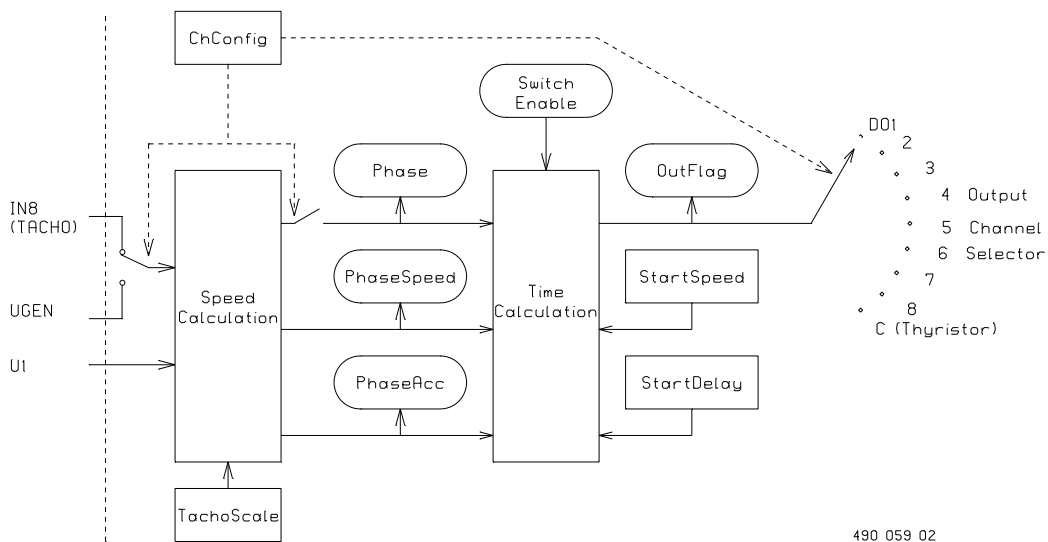 ChConfig
Switch
Enable
DO1
2
3
4 Output
5 Channel
6 Selector
7
8
C (Thyristor)
IN8
(TACHO)
UGEN
U1
Speed
Calculation
Phase
PhaseSpeed
PhaseAcc
Time
Calculation
OutFlag
StartSpeed
StartDelay
TachoScale
490 059 02